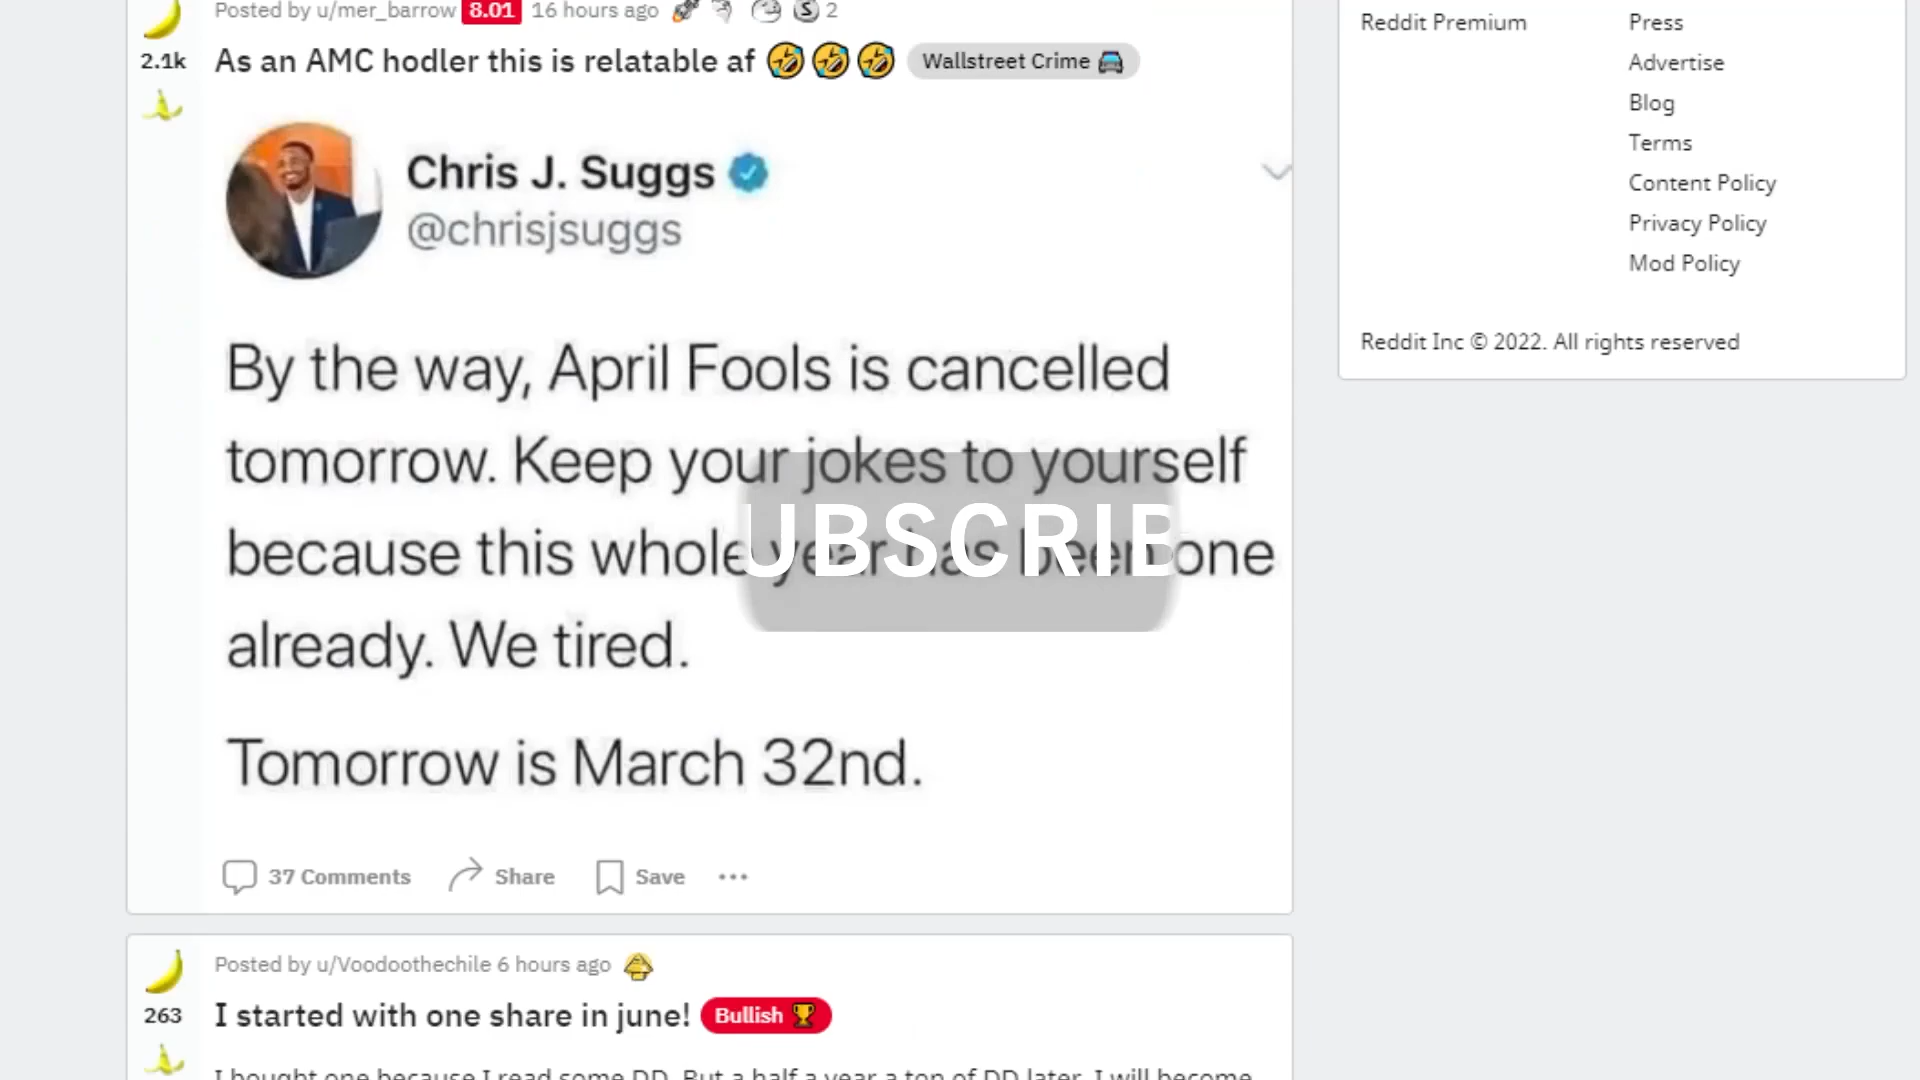 Posted by u/mer_barrow 8.01 16 hours ago 2
2.1k
As an AMC hodler this is relatable af 🤣🤣🤣 Wallstreet Crime
Chris J. Suggs
@chrisjsuggs
By the way, April Fools is cancelled
tomorrow. Keep your jokes to yourself
because this whole year has been one
already. We tired.
Tomorrow is March 32nd.
UBSCRIB
37 Comments Share Save
Posted by u/Voodoothechile 6 hours ago
263
I started with one share in june! Bullish 🏆
I bought one because I read some DD. But a half a year a top of DD later, I will become
Reddit Premium
Press
Advertise
Blog
Terms
Content Policy
Privacy Policy
Mod Policy
Reddit Inc © 2022. All rights reserved